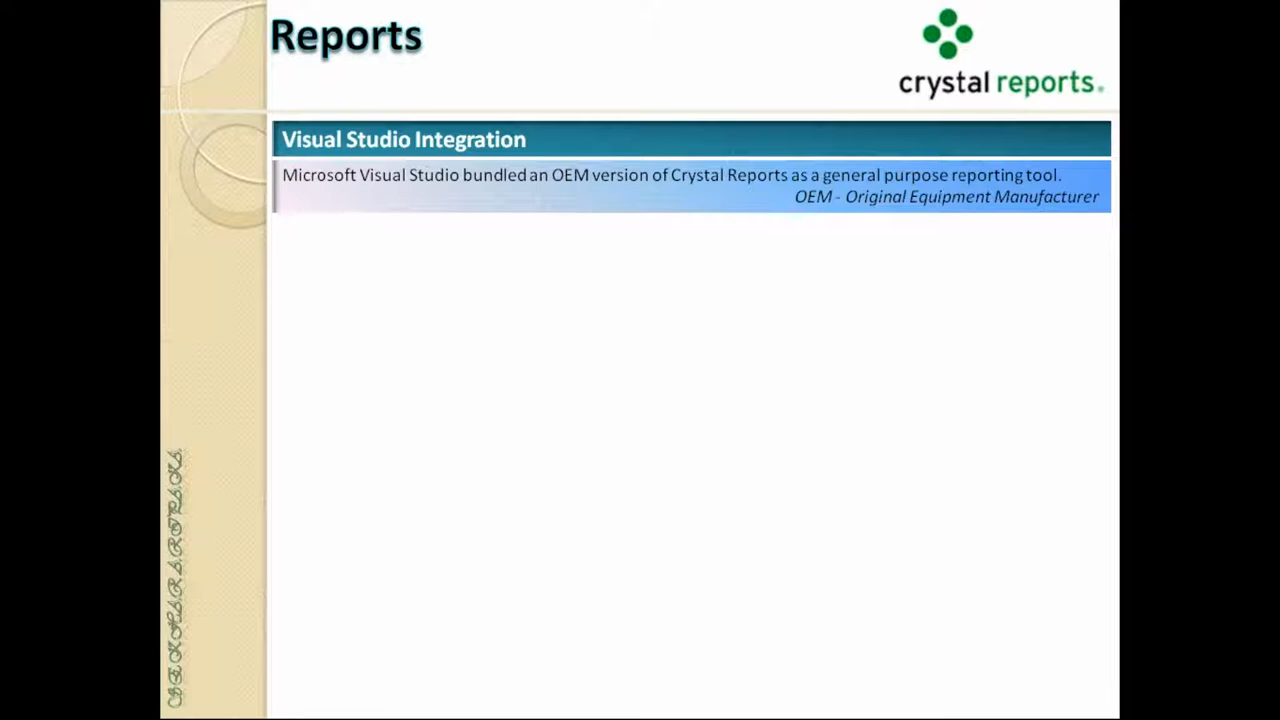 Reports
crystal reports.
Visual Studio Integration
Microsoft Visual Studio bundled an OEM version of Crystal Reports as a general purpose reporting tool.
OEM - Original Equipment Manufacturer